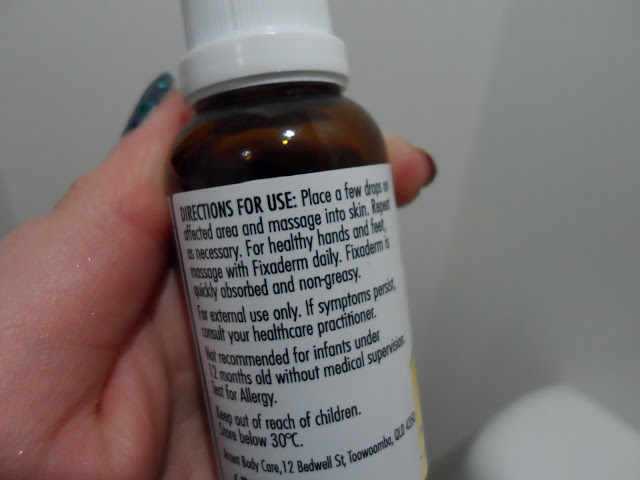 DIRECTIONS FOR USE: Place a few drops on
affected area and massage into skin. Repeat
as necessary. For healthy hands and feet,
massage with Fixaderm daily. Fixaderm is
quickly absorbed and non-greasy.
For external use only. If symptoms persist,
consult your healthcare practitioner.
Not recommended for infants under
12 months old without medical supervision.
Test for Allergy.
Keep out of reach of children.
Store below 30°C.
Body Care, 12 Bedwell St, Toowoomba, QLD